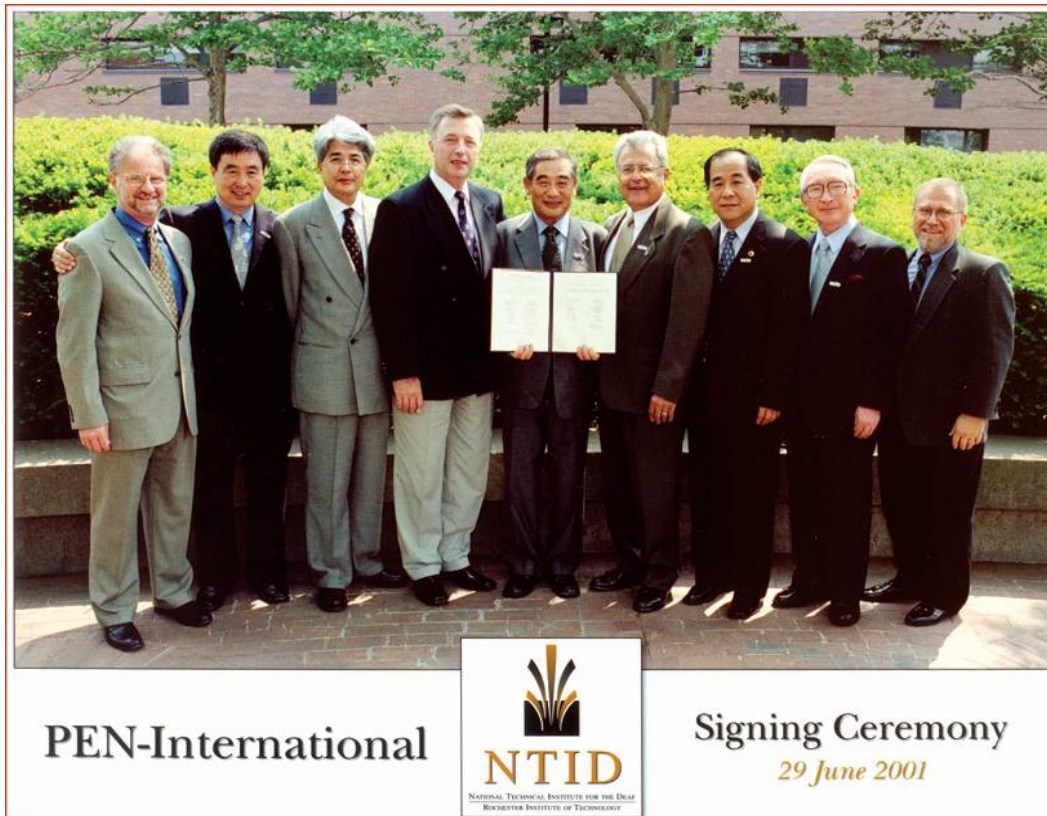 PEN-International
NTID
NATIONAL TECHNICAL INSTITUTE FOR THE DEAF
ROCHESTER INSTITUTE OF TECHNOLOGY
Signing Ceremony
29 June 2001